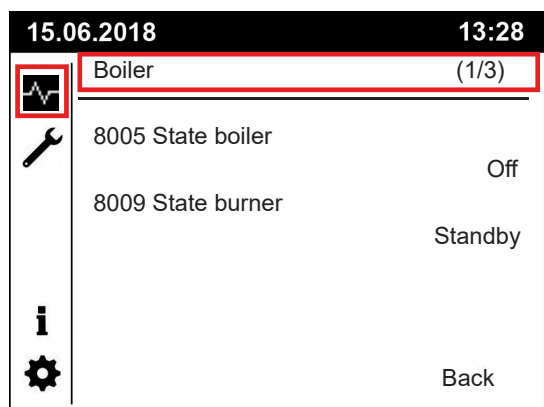 15.06.2018 13:28
Boiler (1/3)
8005 State boiler
Off
8009 State burner
Standby
i
Back